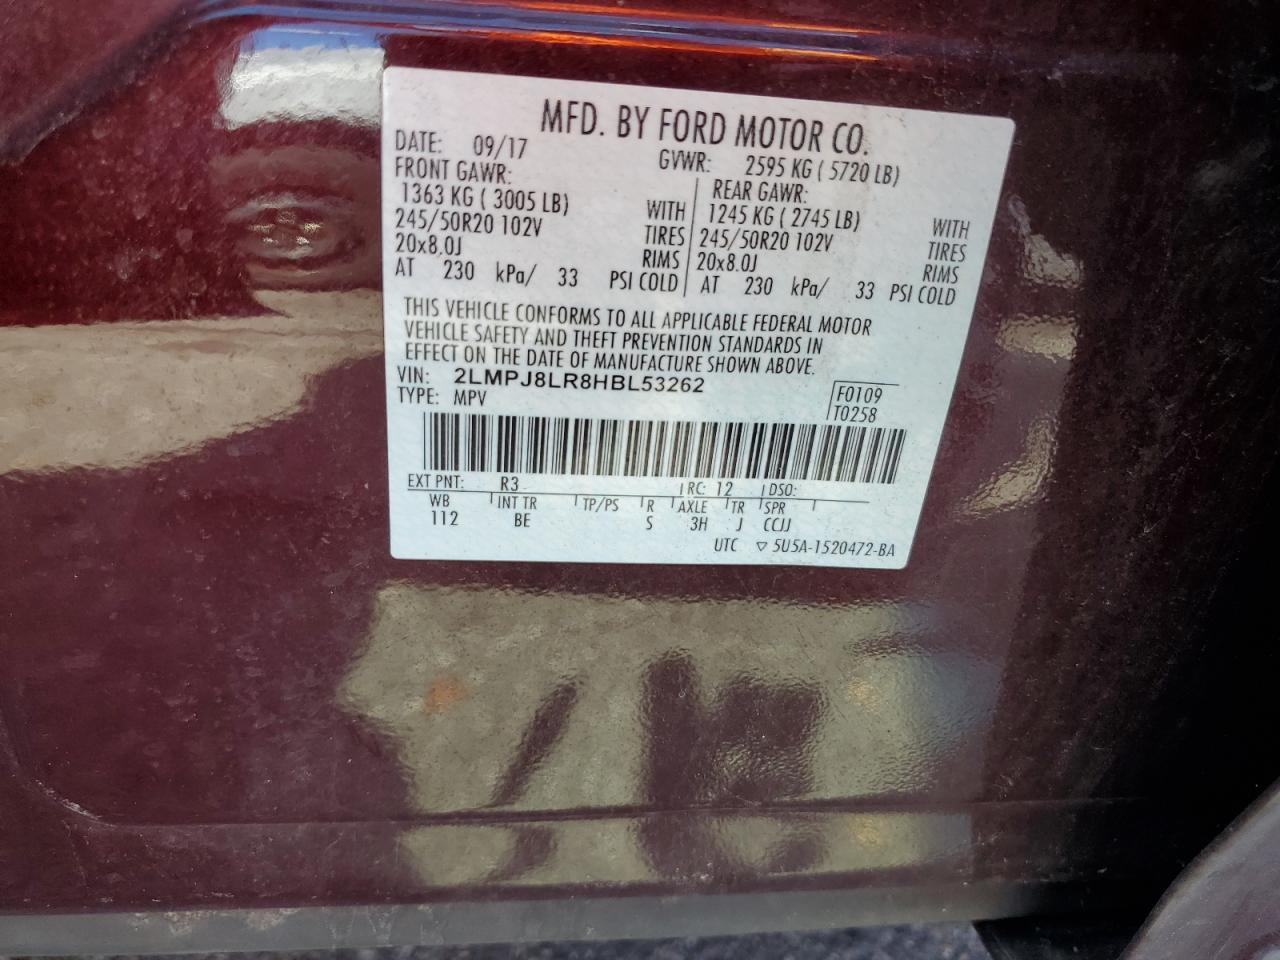 MFD. BY FORD MOTOR CO.
DATE: 09/17 GVWR: 2595 KG ( 5720 LB)
FRONT GAWR: REAR GAWR:
1363 KG ( 3005 LB) WITH 1245 KG ( 2745 LB) WITH
245/50R20 102V TIRES 245/50R20 102V TIRES
20x8.0J RIMS 20x8.0J RIMS
AT 230 kPa/ 33 PSI COLD AT 230 kPa/ 33 PSI COLD
THIS VEHICLE CONFORMS TO ALL APPLICABLE FEDERAL MOTOR
VEHICLE SAFETY AND THEFT PREVENTION STANDARDS IN
EFFECT ON THE DATE OF MANUFACTURE SHOWN ABOVE.
VIN: 2LMPJ8LR8HBL53262 F0109
TYPE: MPV T0258
EXT PNT: R3 RC: 12 DSO:
WB INT TR TP/PS R AXLE TR SPR
112 BE S 3H J CCJJ
UTC ▽ 5U5A-1520472-BA